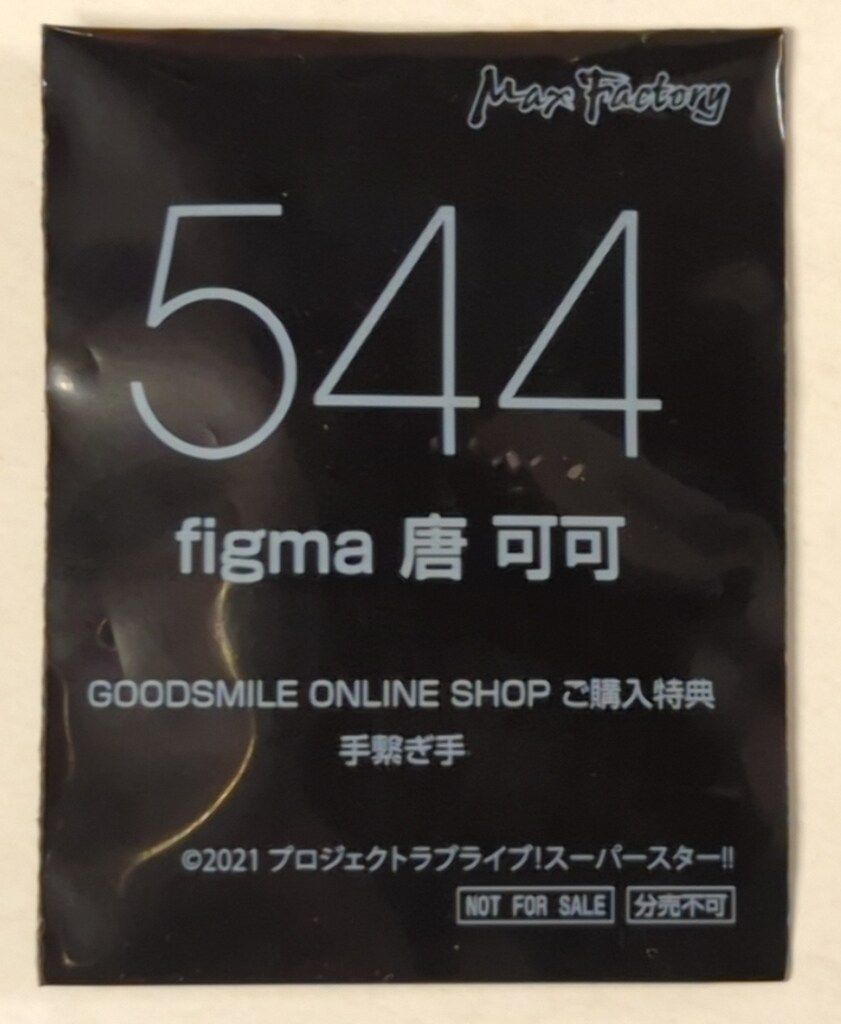 Max Factory
544
figma 唐 可可
GOODSMILE ONLINE SHOP ご購入特典
手繋ぎ手
©2021 プロジェクトラブライブ!スーパースター!!
NOT FOR SALE 分売不可